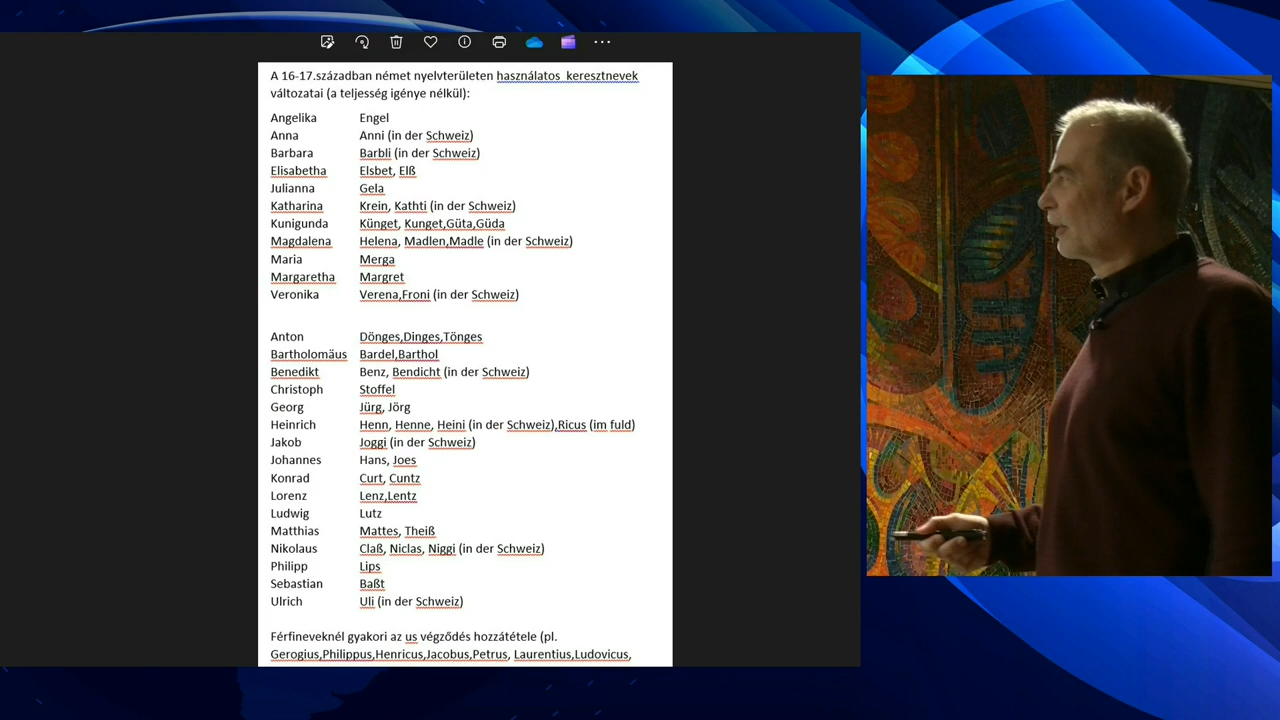 A 16-17.században német nyelvterületen használatos keresztnevek
változatai (a teljesség igénye nélkül):
Angelika Engel
Anna Anni (in der Schweiz)
Barbara Barbli (in der Schweiz)
Elisabetha Elsbet, Elß
Julianna Gela
Katharina Krein, Kathti (in der Schweiz)
Kunigunda Künget, Kunget,Güta,Güda
Magdalena Helena, Madlen,Madle (in der Schweiz)
Maria Merga
Margaretha Margret
Veronika Verena,Froni (in der Schweiz)
Anton Dönges,Dinges,Tönges
Bartholomäus Bardel,Barthol
Benedikt Benz, Bendicht (in der Schweiz)
Christoph Stoffel
Georg Jürg, Jörg
Heinrich Henn, Henne, Heini (in der Schweiz),Ricus (im fuld)
Jakob Joggi (in der Schweiz)
Johannes Hans, Joes
Konrad Curt, Cuntz
Lorenz Lenz,Lentz
Ludwig Lutz
Matthias Mattes, Theiß
Nikolaus Claß, Niclas, Niggi (in der Schweiz)
Philipp Lips
Sebastian Baßt
Ulrich Uli (in der Schweiz)
Férfineveknél gyakori az us végződés hozzátétele (pl.
Gerogius,Philippus,Henricus,Jacobus,Petrus, Laurentius,Ludovicus,